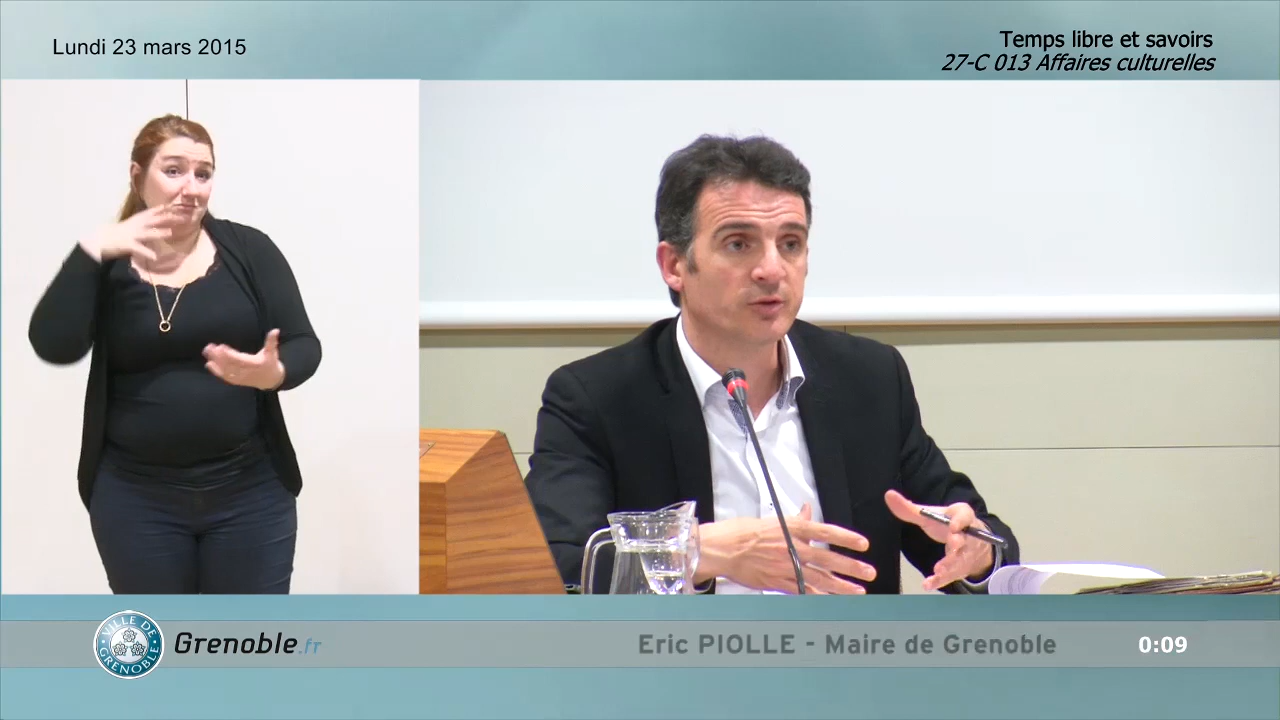 Lundi 23 mars 2015
Temps libre et savoirs
27-C 013 Affaires culturelles
VILLE DE GRENOBLE
Grenoble.fr
Eric PIOLLE - Maire de Grenoble
0:09